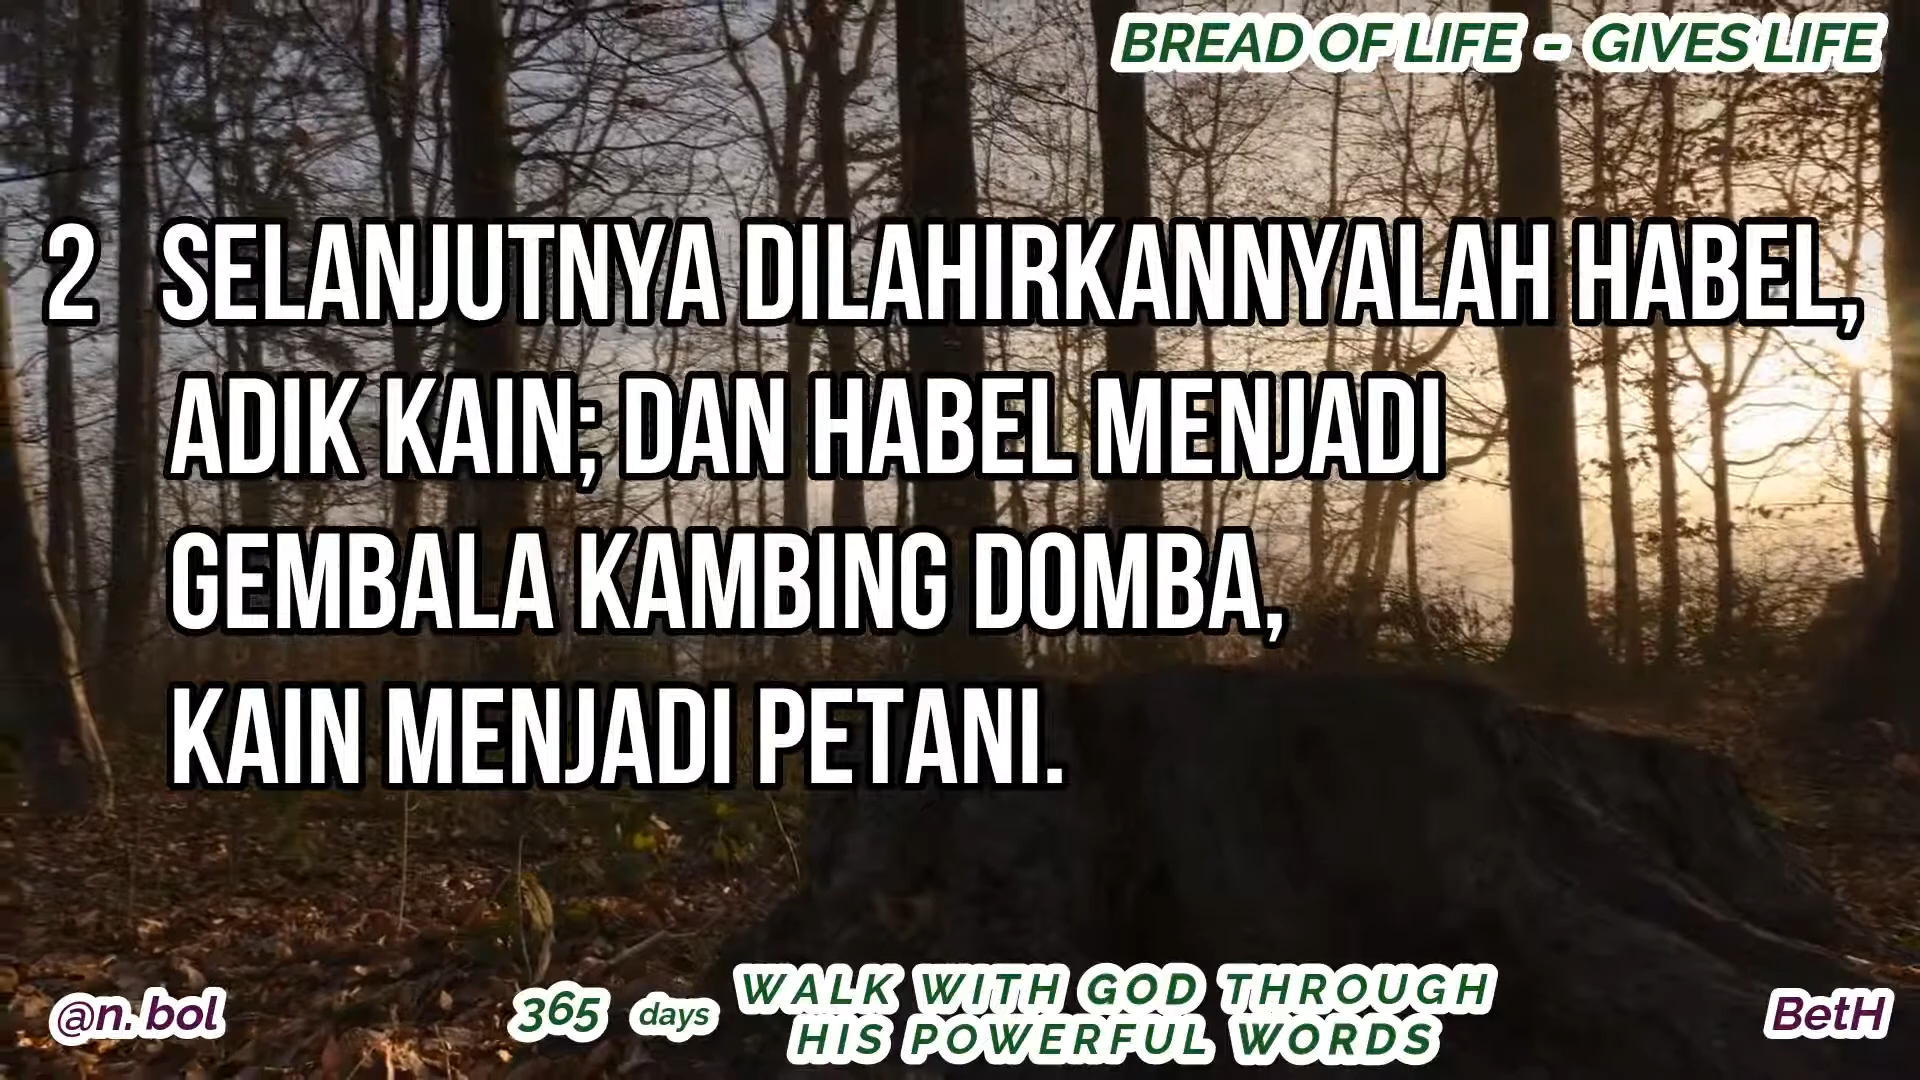 BREAD OF LIFE - GIVES LIFE
2 SELANJUTNYA DILAHIRKANNYALAH HABEL,
ADIK KAIN; DAN HABEL MENJADI
GEMBALA KAMBING DOMBA,
KAIN MENJADI PETANI.
@n.bol
365 days
WALK WITH GOD THROUGH
HIS POWERFUL WORDS
BetH